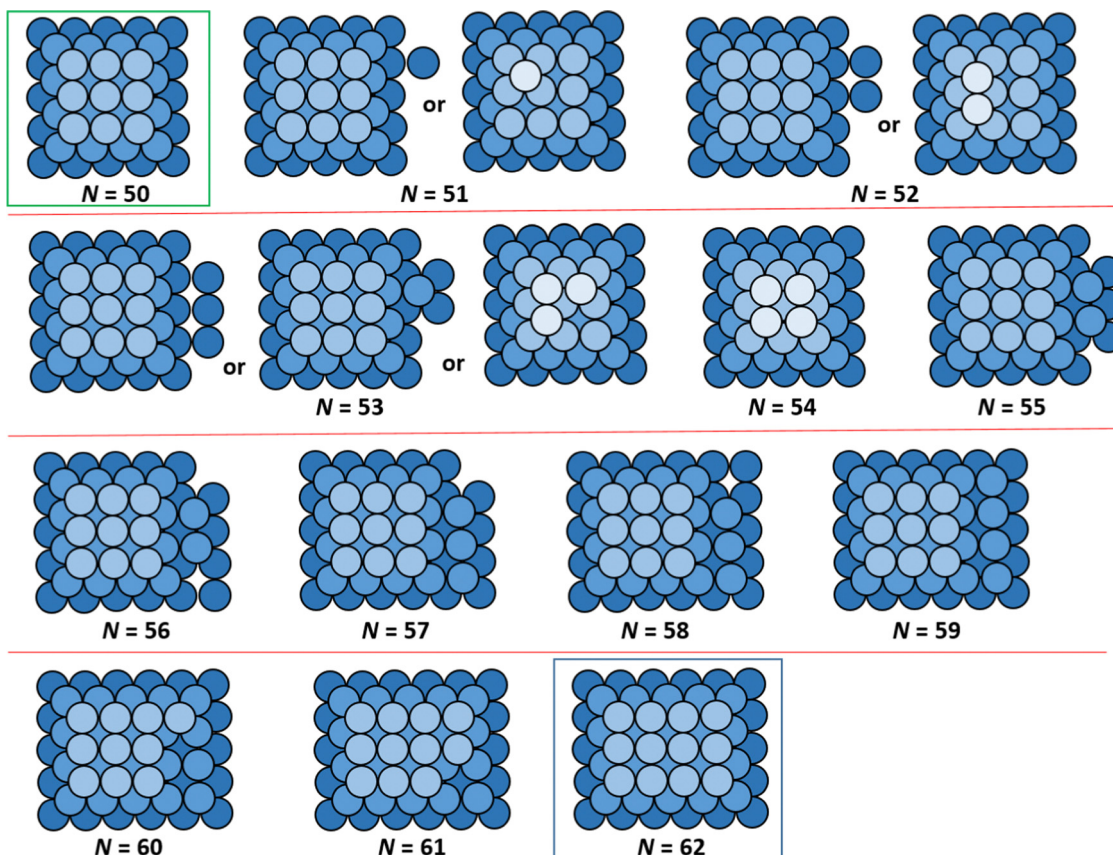 or
or
N = 50
N = 51
N = 52
or
or
N = 53
N = 54
N = 55
N = 56
N = 57
N = 58
N = 59
N = 60
N = 61
N = 62